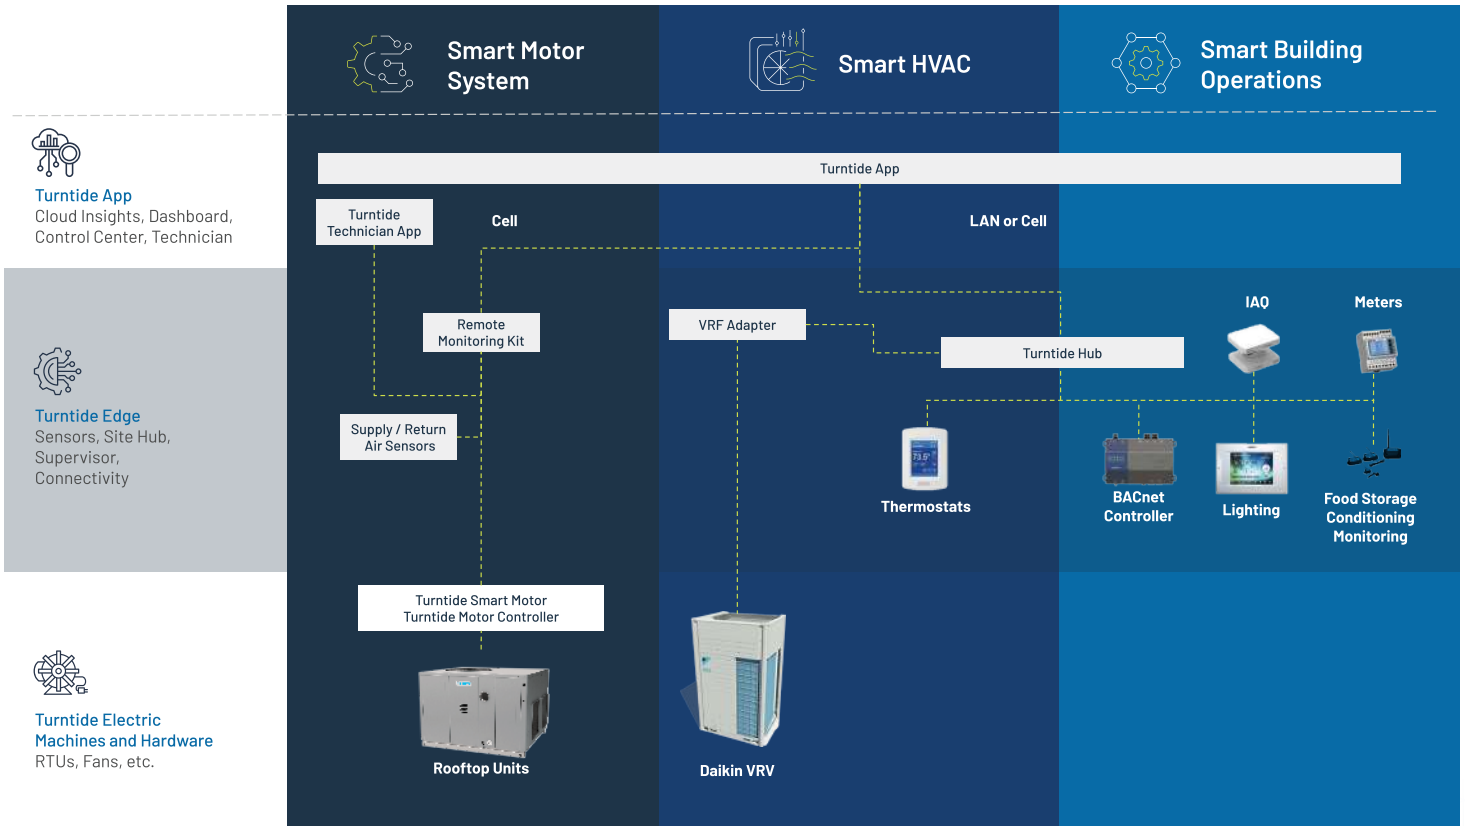 Smart Motor
System
Smart HVAC
Smart Building
Operations
Turntide App
Cloud Insights, Dashboard,
Control Center, Technician
Turntide App
Turntide
Technician App
Cell
LAN or Cell
Turntide Edge
Sensors, Site Hub,
Supervisor,
Connectivity
Remote
Monitoring Kit
Supply / Return
Air Sensors
VRF Adapter
Turntide Hub
IAQ
Meters
73.5°
Thermostats
BACnet
Controller
Lighting
Food Storage
Conditioning
Monitoring
Turntide Electric
Machines and Hardware
RTUs, Fans, etc.
Turntide Smart Motor
Turntide Motor Controller
Rooftop Units
Daikin VRV